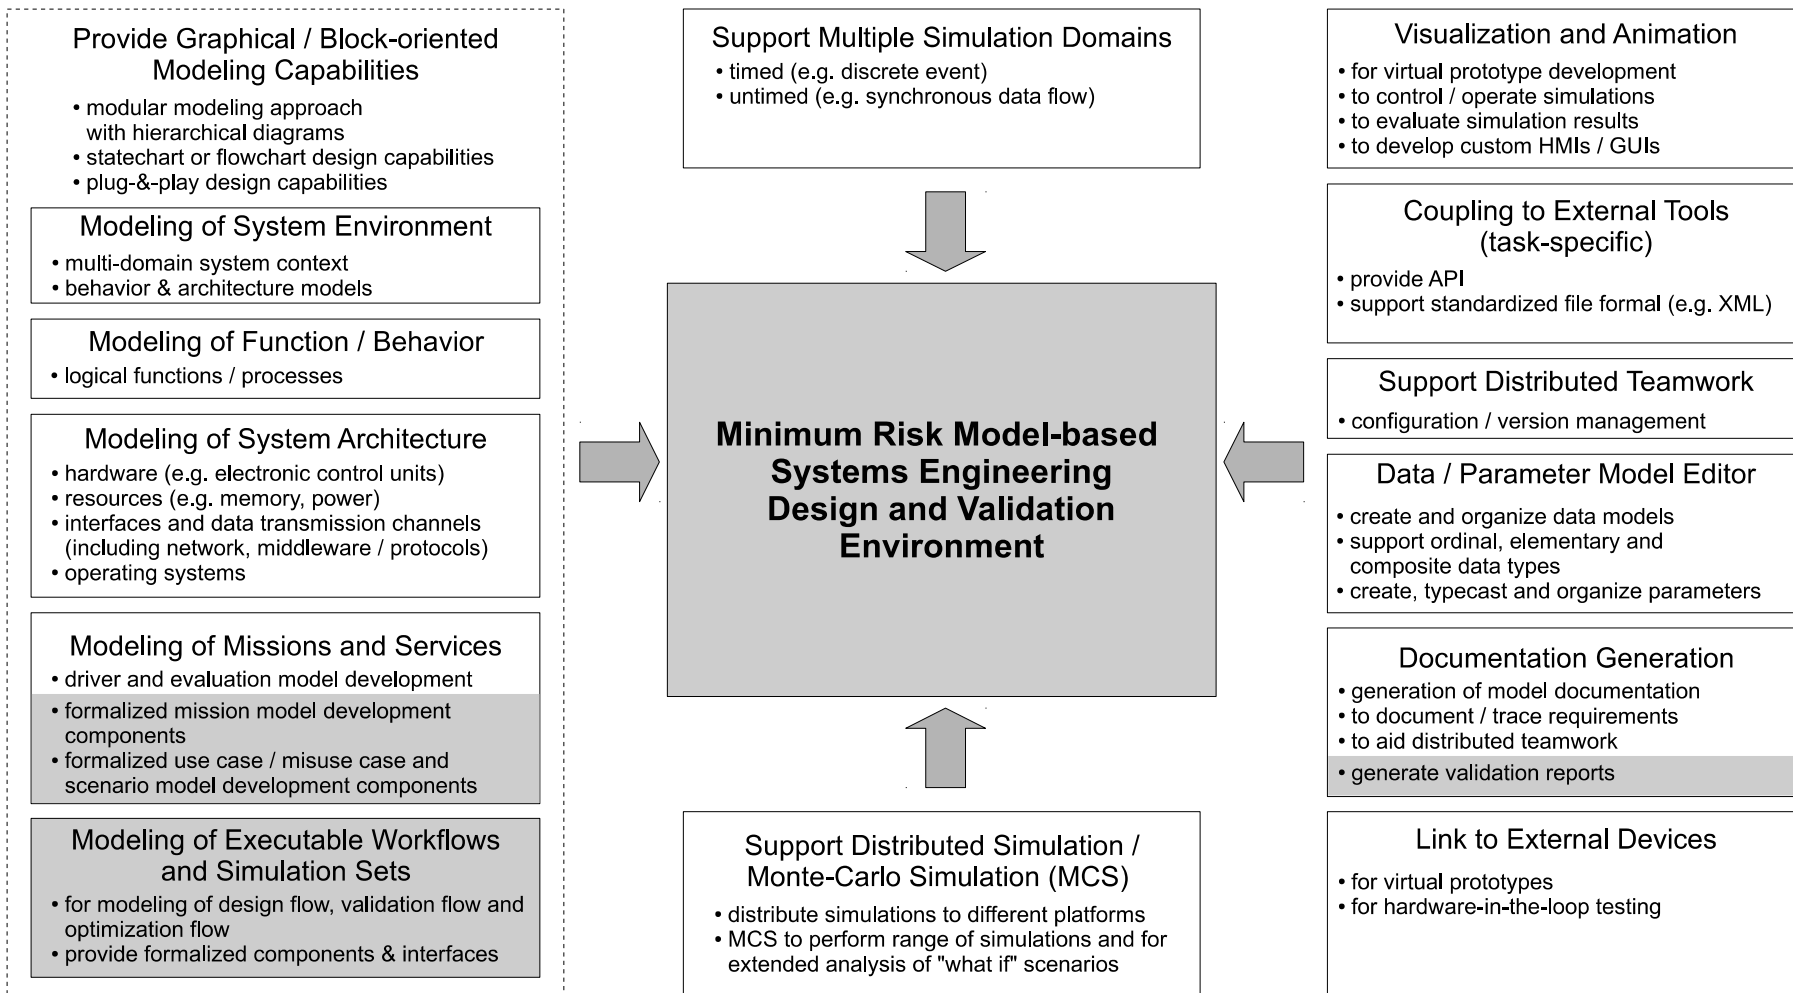 Provide Graphical / Block-oriented
Modeling Capabilities
• modular modeling approach
with hierarchical diagrams
• statechart or flowchart design capabilities
• plug-&-play design capabilities
Modeling of System Environment
• multi-domain system context
• behavior & architecture models
Modeling of Function / Behavior
• logical functions / processes
Modeling of System Architecture
• hardware (e.g. electronic control units)
• resources (e.g. memory, power)
• interfaces and data transmission channels
(including network, middleware / protocols)
• operating systems
Modeling of Missions and Services
• driver and evaluation model development
• formalized mission model development
components
• formalized use case / misuse case and
scenario model development components
Modeling of Executable Workflows
and Simulation Sets
• for modeling of design flow, validation flow and
optimization flow
• provide formalized components & interfaces
Support Multiple Simulation Domains
• timed (e.g. discrete event)
• untimed (e.g. synchronous data flow)
Minimum Risk Model-based
Systems Engineering
Design and Validation
Environment
Support Distributed Simulation /
Monte-Carlo Simulation (MCS)
• distribute simulations to different platforms
• MCS to perform range of simulations and for
extended analysis of "what if" scenarios
Visualization and Animation
• for virtual prototype development
• to control / operate simulations
• to evaluate simulation results
• to develop custom HMIs / GUIs
Coupling to External Tools
(task-specific)
• provide API
• support standardized file formal (e.g. XML)
Support Distributed Teamwork
• configuration / version management
Data / Parameter Model Editor
• create and organize data models
• support ordinal, elementary and
composite data types
• create, typecast and organize parameters
Documentation Generation
• generation of model documentation
• to document / trace requirements
• to aid distributed teamwork
• generate validation reports
Link to External Devices
• for virtual prototypes
• for hardware-in-the-loop testing